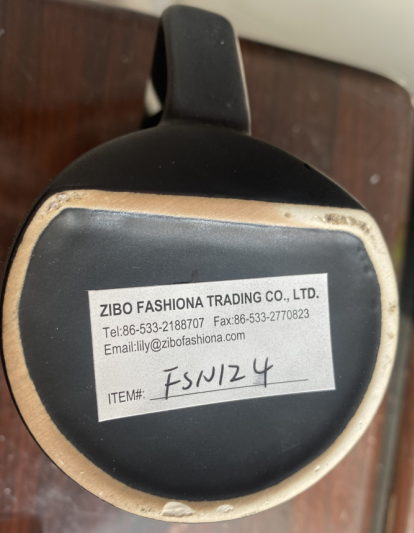 ZIBO FASHIONA TRADING CO., LTD.
Tel:86-533-2188707 Fax:86-533-2770823
Email:lily@zibofashiona.com
ITEM#: FSN124